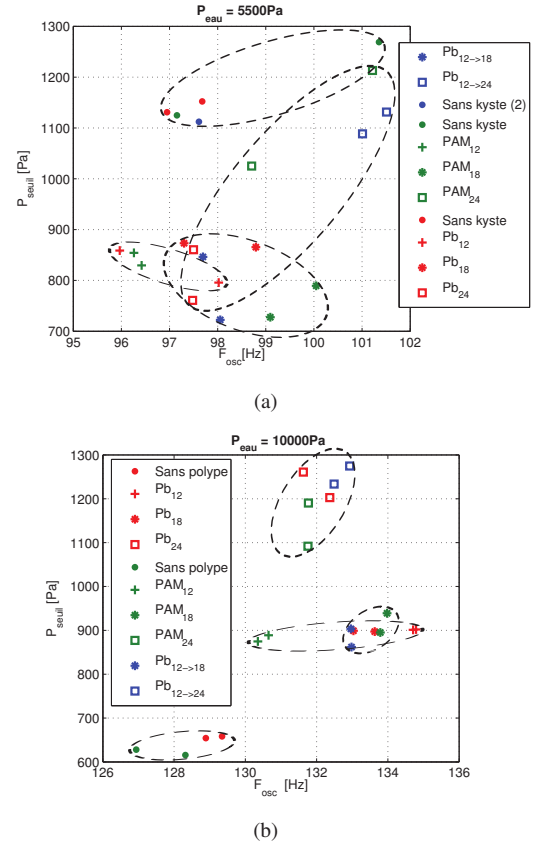 P_eau = 5500Pa
1300
1200
1100
1000
900
800
700
P_seuil [Pa]
95 96 97 98 99 100 101 102
F_osc [Hz]
Pb_12->18
Pb_12->24
Sans kyste (2)
Sans kyste
PAM_12
PAM_18
PAM_24
Sans kyste
Pb_12
Pb_18
Pb_24
(a)
P_eau = 10000Pa
1300
1200
1100
1000
900
800
700
600
P_seuil [Pa]
Sans polype
Pb_12
Pb_18
Pb_24
Sans polype
PAM_12
PAM_18
PAM_24
Pb_12->18
Pb_12->24
126 128 130 132 134 136
F_osc [Hz]
(b)